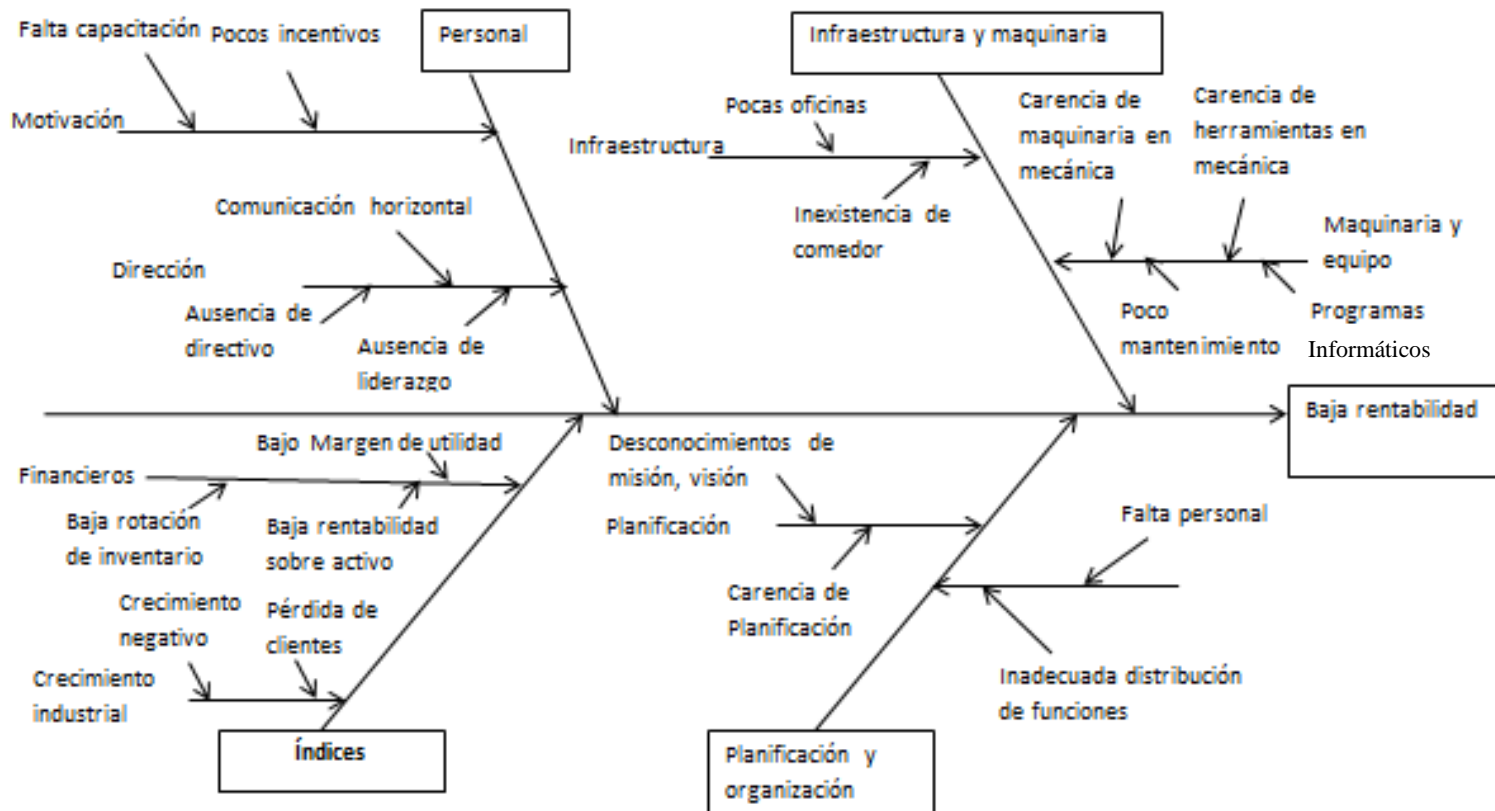 Falta capacitación
Pocos incentivos
Personal
Motivación
Comunicación horizontal
Dirección
Ausencia de
directivo
Ausencia de
liderazgo
Infraestructura y maquinaria
Pocas oficinas
Infraestructura
Inexistencia de
comedor
Carencia de
maquinaria en
mecánica
Carencia de
herramientas en
mecánica
Maquinaria y
equipo
Poco
mantenimiento
Programas
Informáticos
Baja rentabilidad
Bajo Margen de utilidad
Financieros
Baja rotación
de inventario
Baja rentabilidad
sobre activo
Crecimiento
negativo
Pérdida de
clientes
Crecimiento
industrial
Índices
Desconocimientos de
misión, visión
Planificación
Carencia de
Planificación
Falta personal
Inadecuada distribución
de funciones
Planificación y
organización